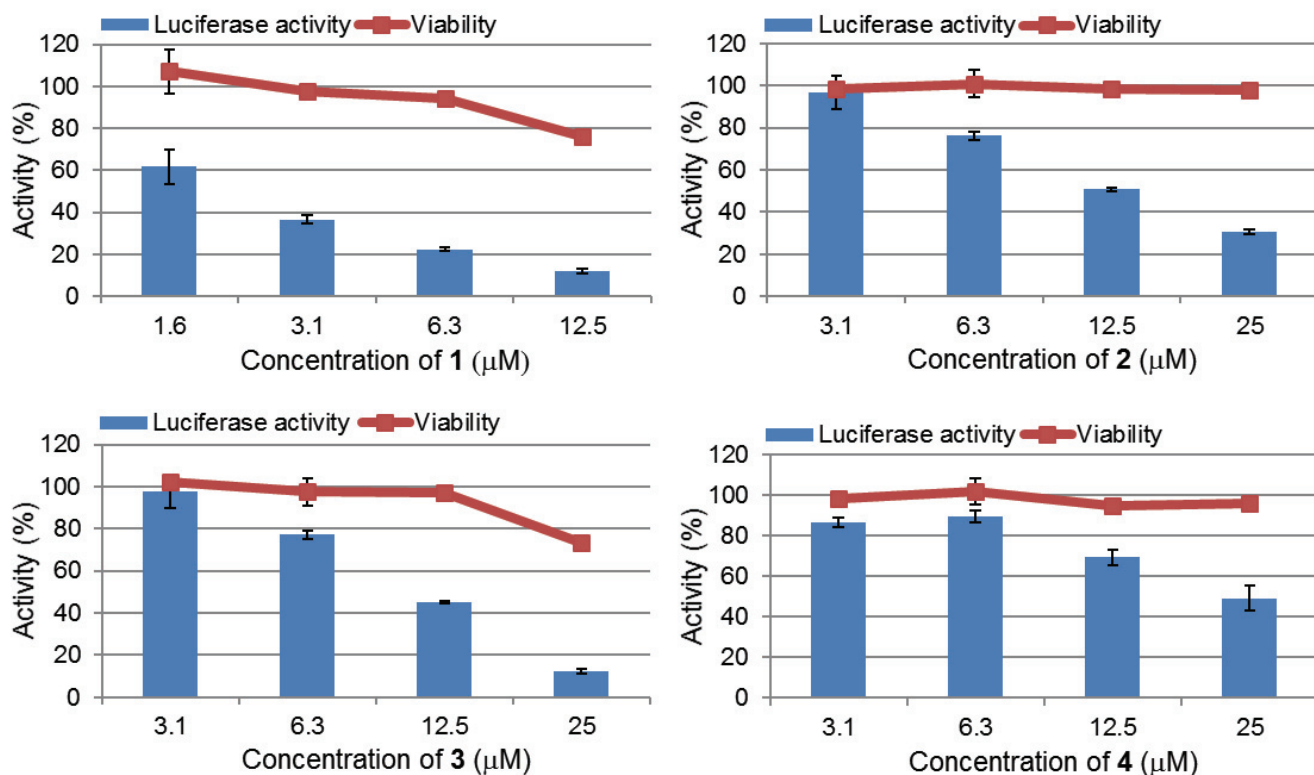 Luciferase activity Viability
Activity (%)
120
100
80
60
40
20
0
1.6 3.1 6.3 12.5
Concentration of 1 (μM)
Luciferase activity Viability
Activity (%)
120
100
80
60
40
20
0
3.1 6.3 12.5 25
Concentration of 2 (μM)
Luciferase activity Viability
Activity (%)
120
100
80
60
40
20
0
3.1 6.3 12.5 25
Concentration of 3 (μM)
Luciferase activity Viability
Activity (%)
120
100
80
60
40
20
0
3.1 6.3 12.5 25
Concentration of 4 (μM)